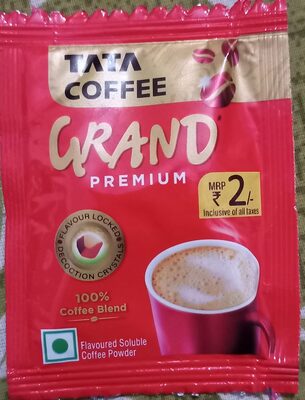 TATA
COFFEE
GRAND
PREMIUM
MRP
₹ 2/-
Inclusive of all taxes
FLAVOUR LOCKED
DECOCTION CRYSTALS
100%
Coffee Blend
Flavoured Soluble
Coffee Powder